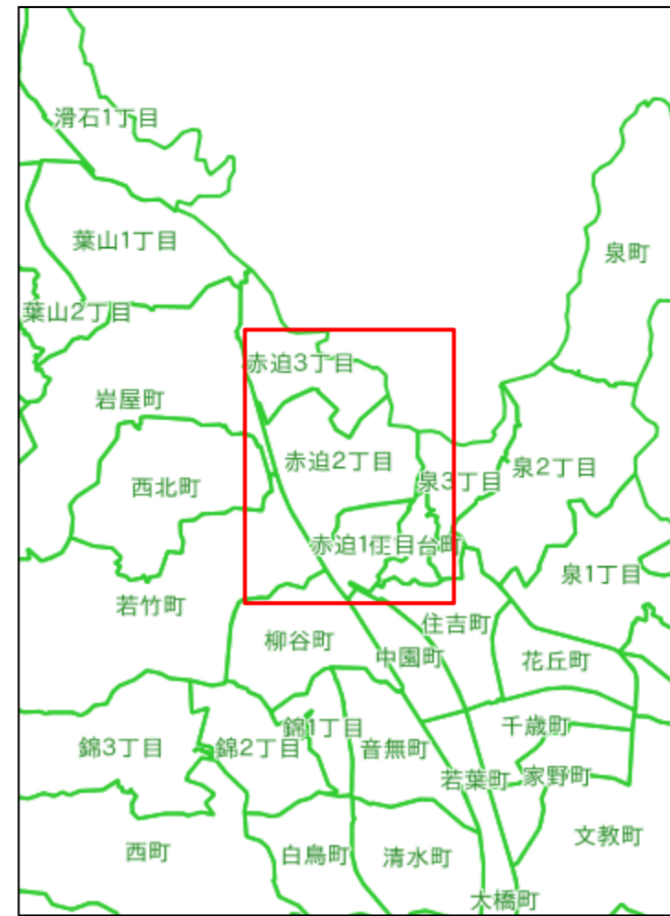 滑石1丁目
葉山1丁目
泉町
葉山2丁目
赤迫3丁目
岩屋町
赤迫2丁目
泉2丁目
西北町
泉3丁目
赤迫1
目台町
泉1丁目
若竹町
住吉町
柳谷町
中園町
花丘町
錦1丁目
千歳町
錦3丁目
錦2丁目
音無町
若葉町
家野町
文教町
西町
白鳥町
清水町
大橋町